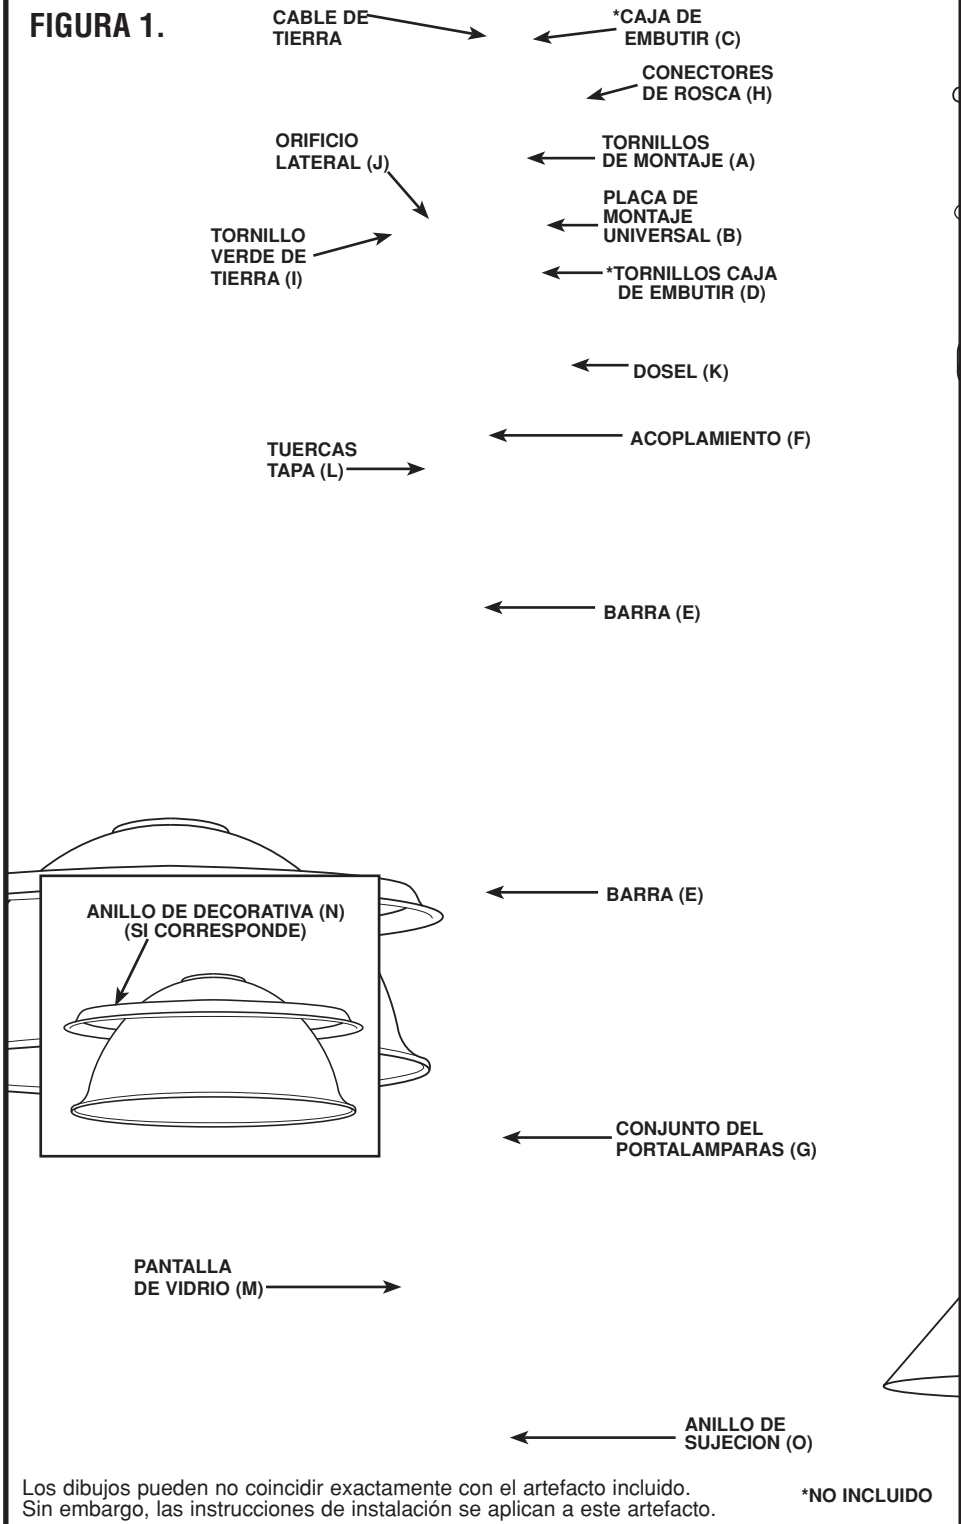 FIGURA 1.
CABLE DE
TIERRA
*CAJA DE
EMBUTIR (C)
CONECTORES
DE ROSCA (H)
ORIFICIO
LATERAL (J)
TORNILLOS
DE MONTAJE (A)
PLACA DE
MONTAJE
UNIVERSAL (B)
TORNILLO
VERDE DE
TIERRA (I)
*TORNILLOS CAJA
DE EMBUTIR (D)
DOSEL (K)
ACOPLAMIENTO (F)
TUERCAS
TAPA (L)
BARRA (E)
BARRA (E)
ANILLO DE DECORATIVA (N)
(SI CORRESPONDE)
CONJUNTO DEL
PORTALAMPARAS (G)
PANTALLA
DE VIDRIO (M)
ANILLO DE
SUJECION (O)
Los dibujos pueden no coincidir exactamente con el artefacto incluido.
Sin embargo, las instrucciones de instalación se aplican a este artefacto.
*NO INCLUIDO